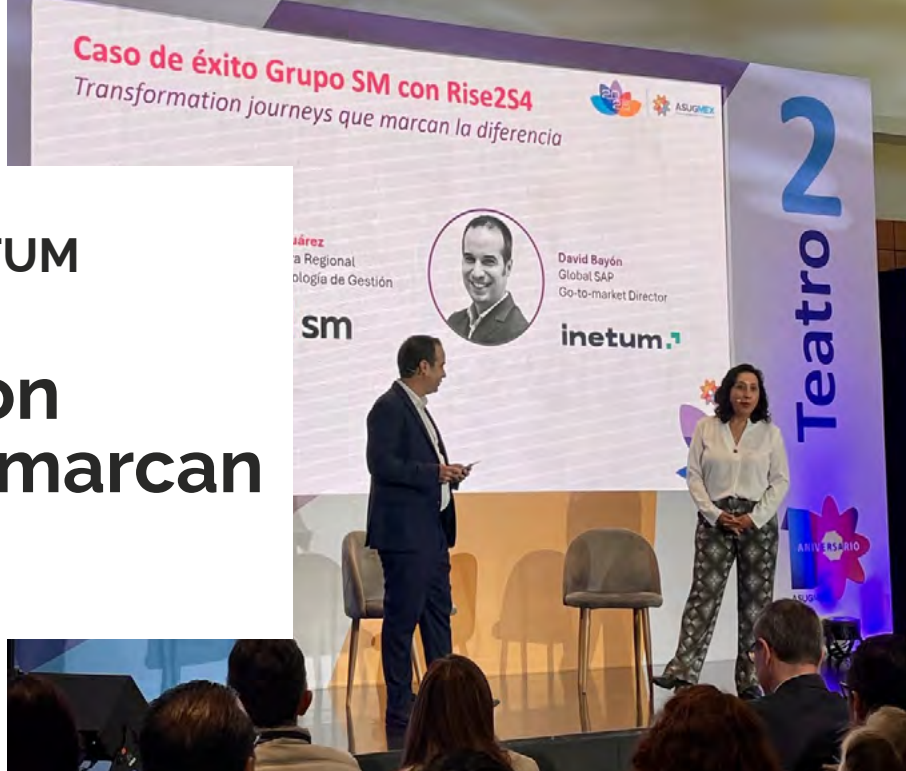 Caso de éxito Grupo SM con Rise2S4
Transformation journeys que marcan la diferencia
ASUGMEX
Teatro 2
TUM
on
marcan
uárez
a Regional
ología de Gestión
sm
David Bayón
Global SAP
Go-to-market Director
inetum.
ANIVERSARIO